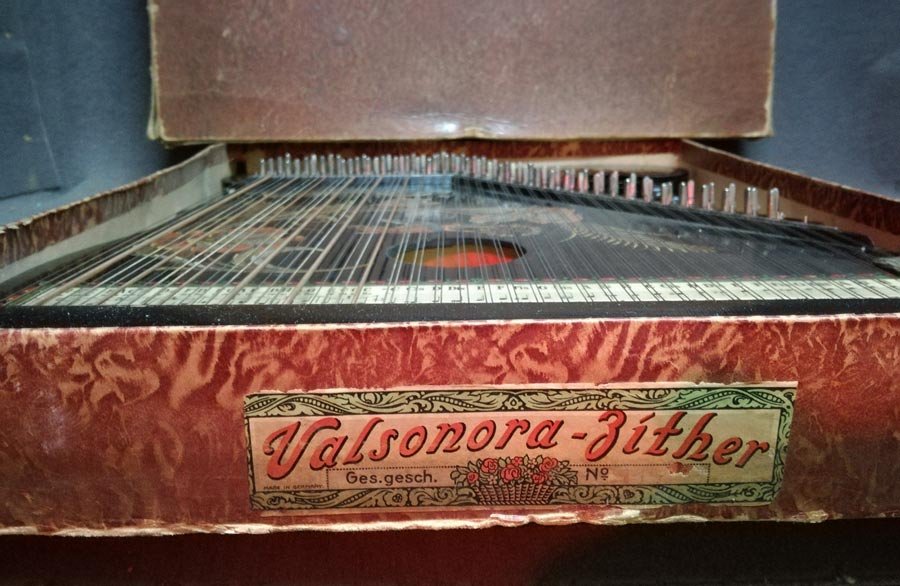 Valsonora-Zither
Ges.gesch. Nº
MADE IN GERMANY